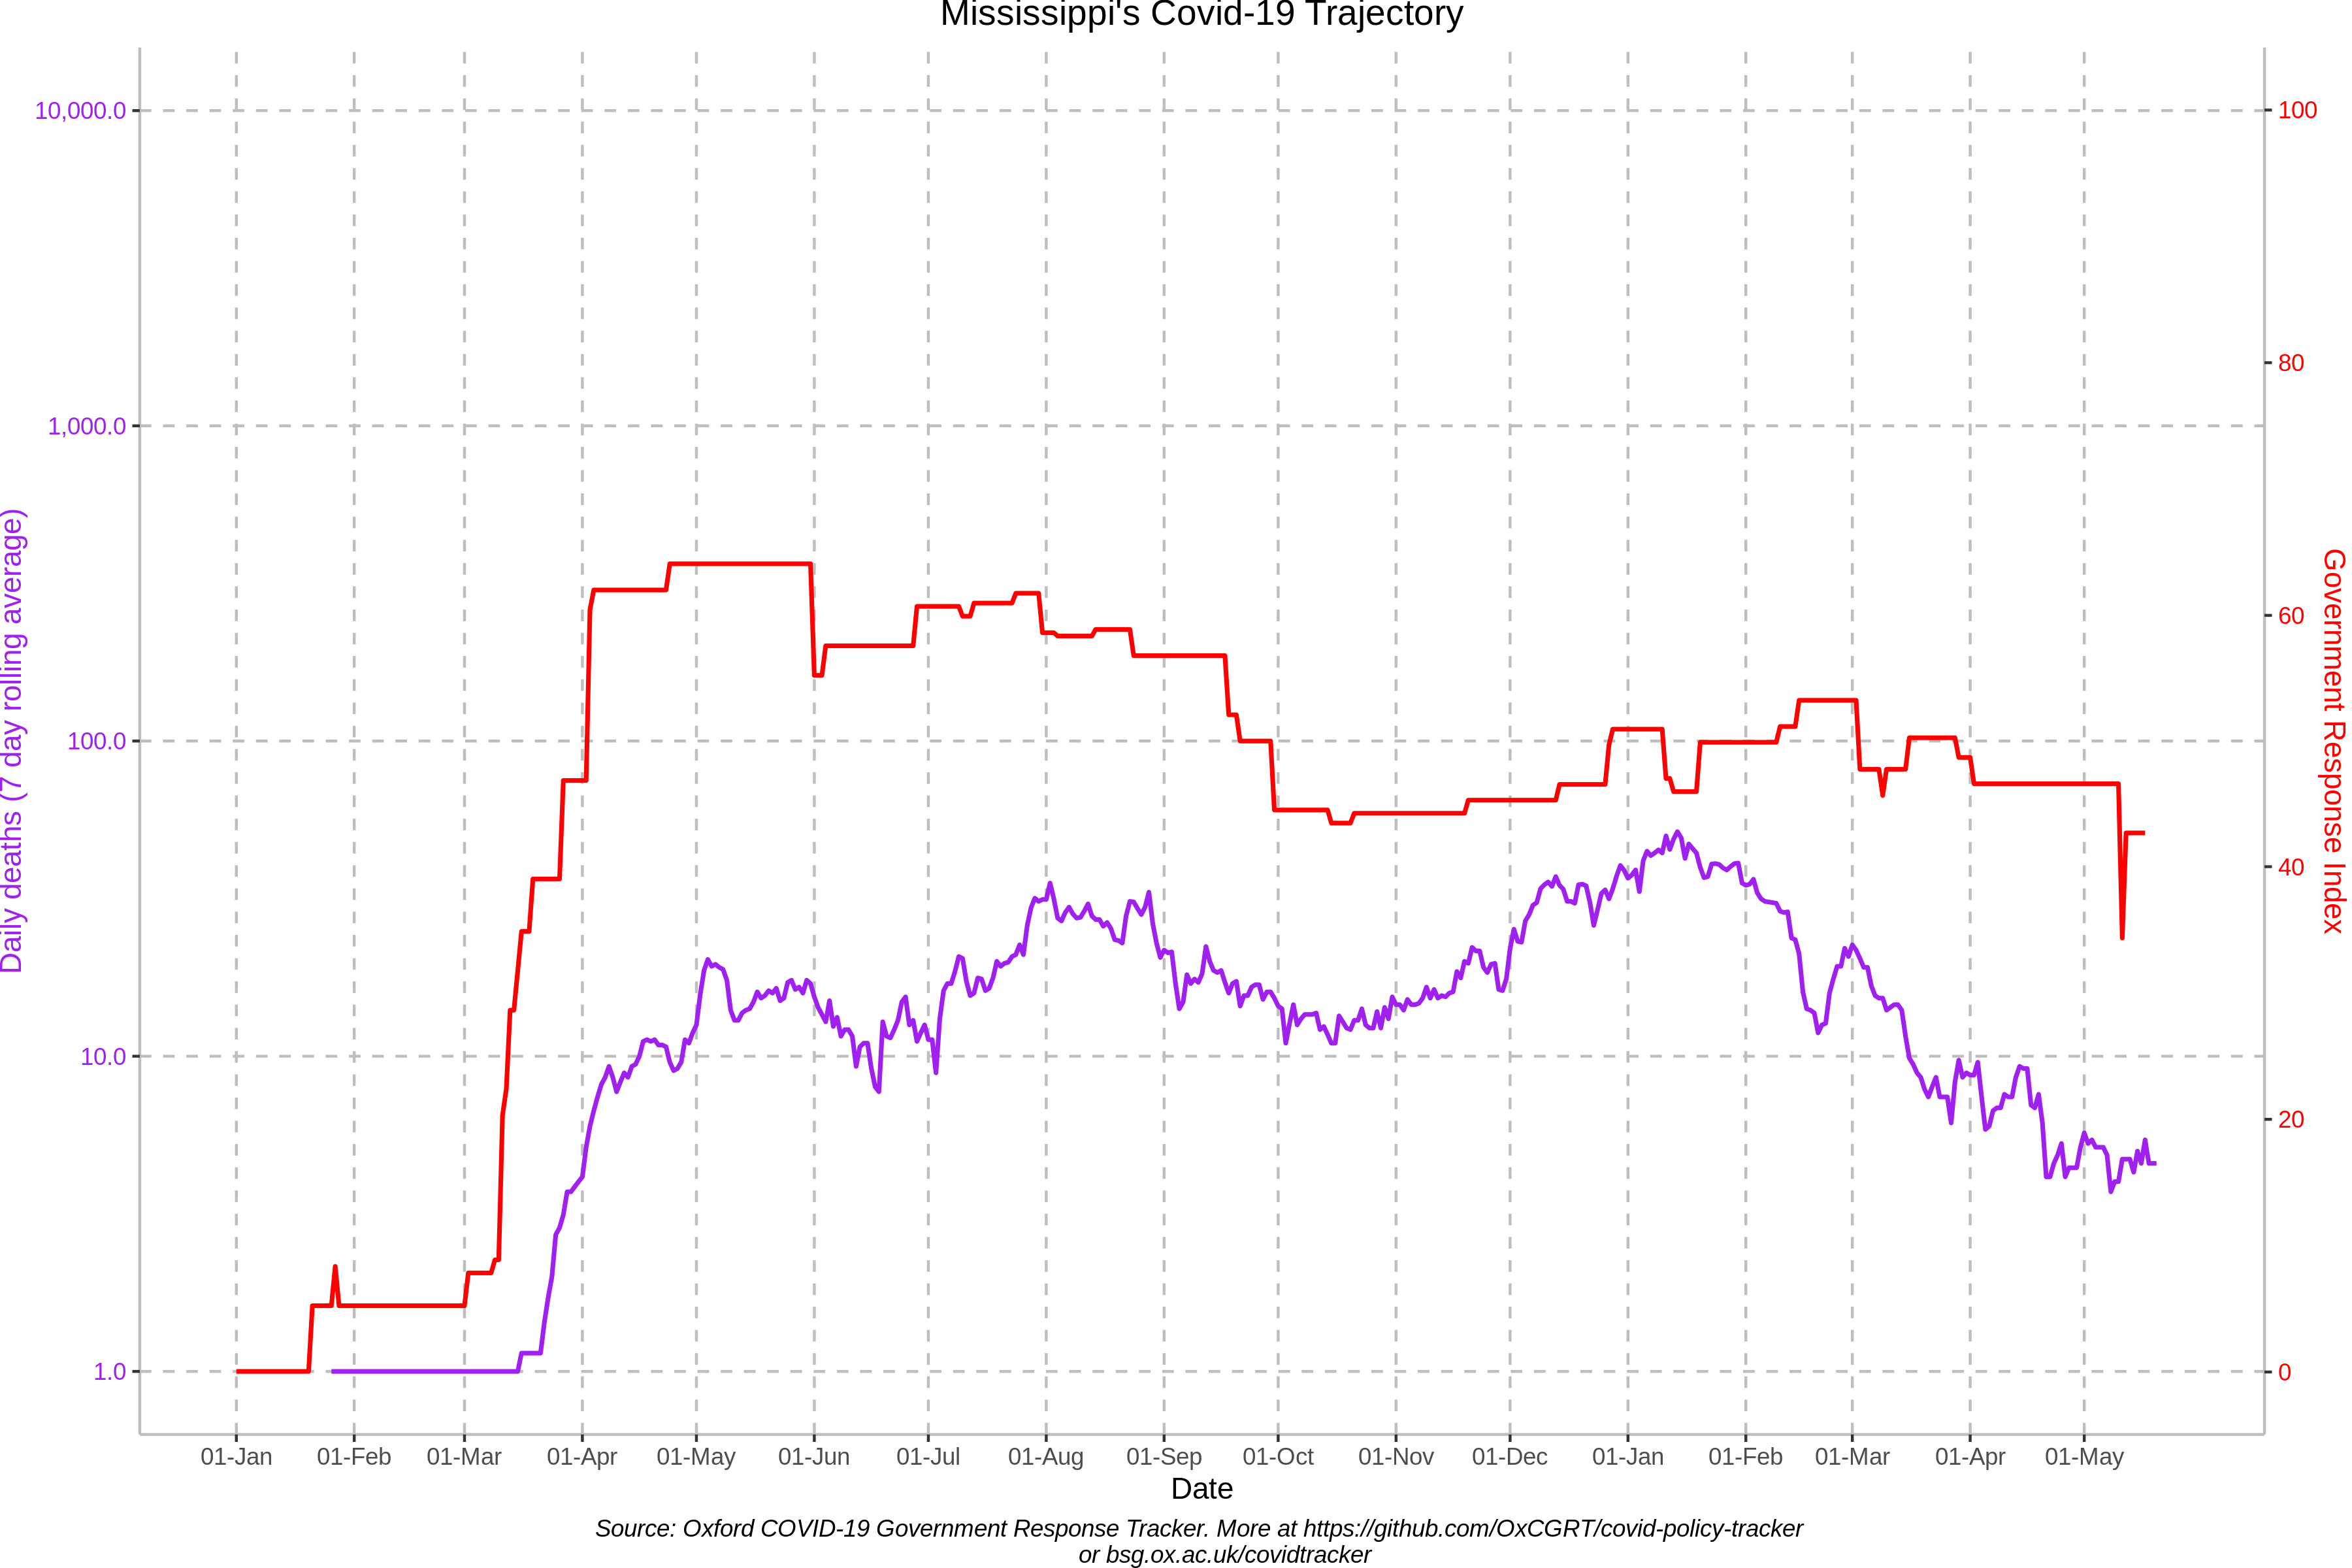 Mississippi's Covid-19 Trajectory
10,000.0
1,000.0
100.0
10.0
1.0
Daily deaths (7 day rolling average)
100
80
60
40
20
0
Government Response Index
01-Jan 01-Feb 01-Mar 01-Apr 01-May 01-Jun 01-Jul 01-Aug 01-Sep 01-Oct 01-Nov 01-Dec 01-Jan 01-Feb 01-Mar 01-Apr 01-May
Date
Source: Oxford COVID-19 Government Response Tracker. More at https://github.com/OxCGRT/covid-policy-tracker
or bsg.ox.ac.uk/covidtracker